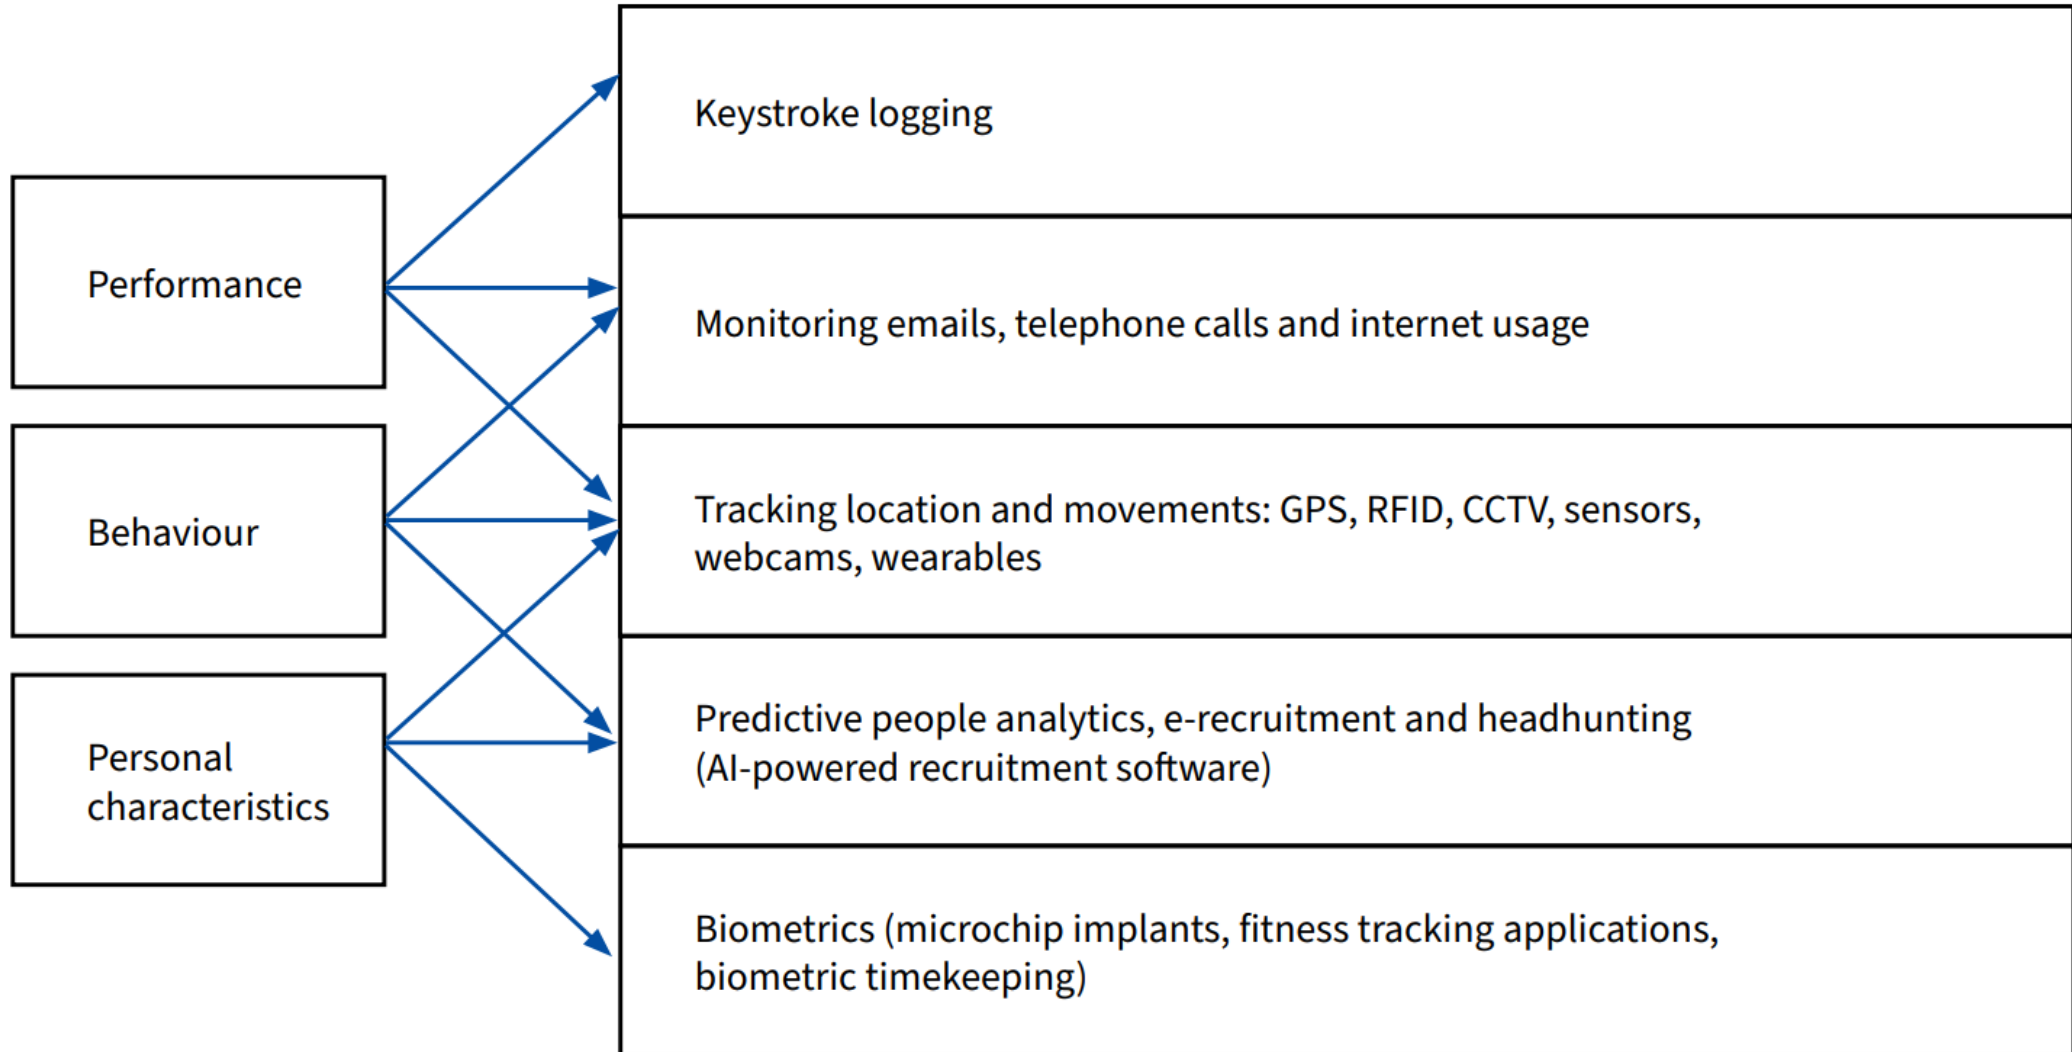 Performance
Behaviour
Personal
characteristics
Keystroke logging
Monitoring emails, telephone calls and internet usage
Tracking location and movements: GPS, RFID, CCTV, sensors,
webcams, wearables
Predictive people analytics, e-recruitment and headhunting
(AI-powered recruitment software)
Biometrics (microchip implants, fitness tracking applications,
biometric timekeeping)